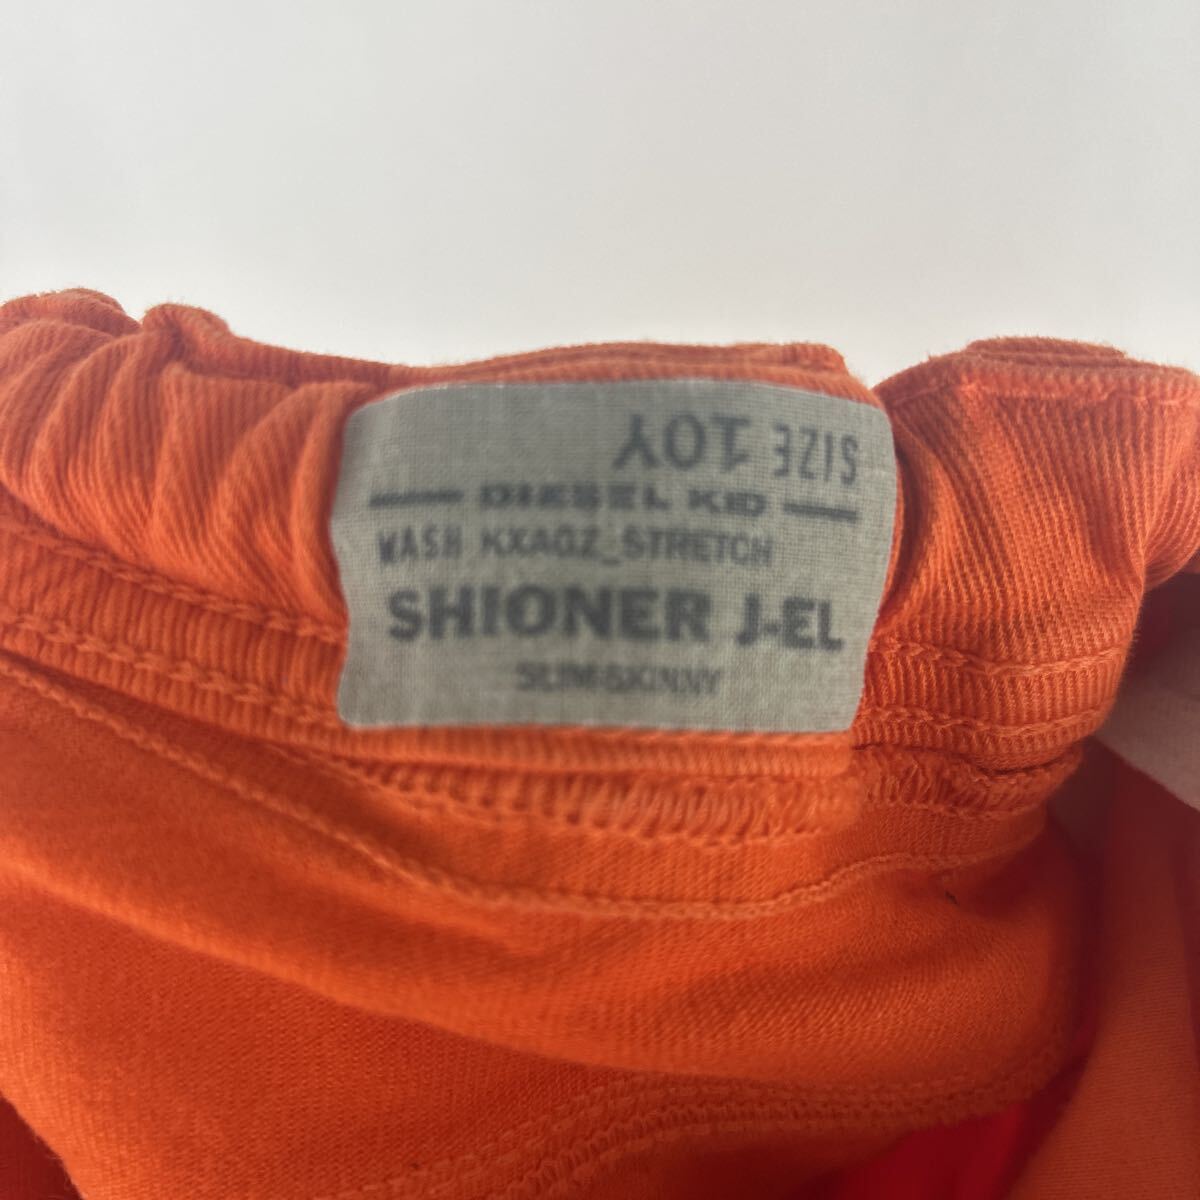 SIZE 10Y
DIESEL KID
WASH KXAGZ_STRETCH
SHIONER J-EL
SLIM-SKINNY